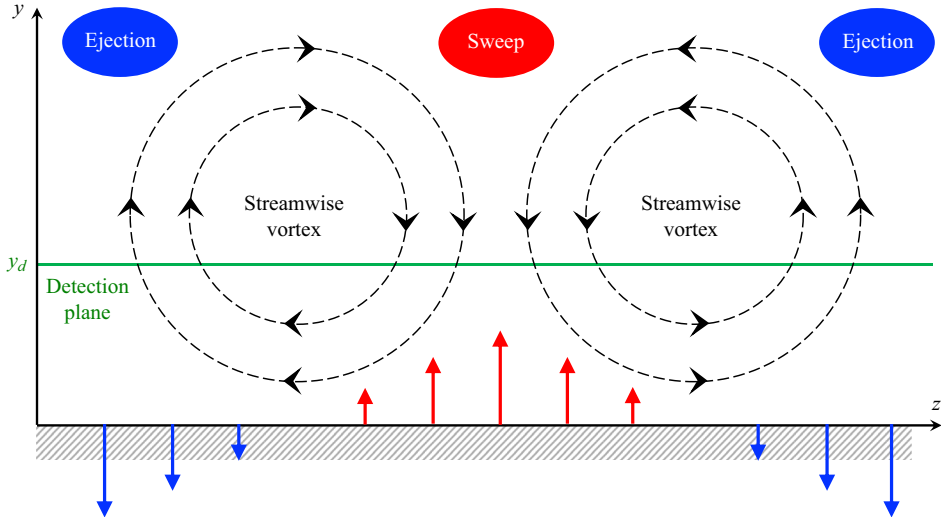 y
Ejection
Sweep
Ejection
Streamwise
vortex
Streamwise
vortex
y_d
Detection
plane
z